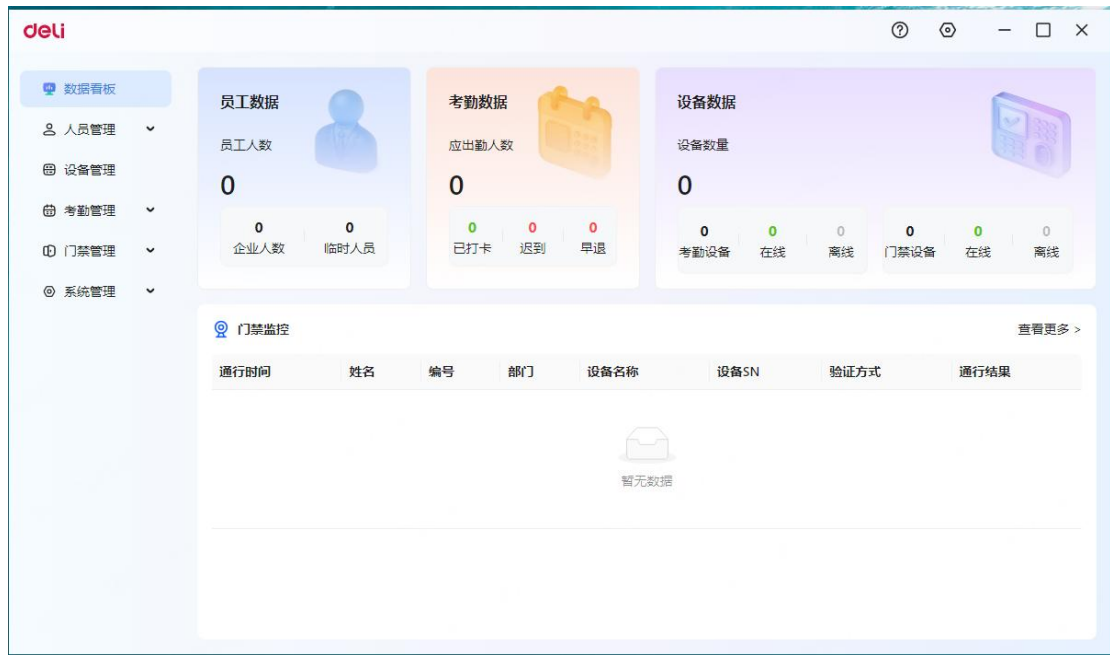 deli
数据看板
人员管理
设备管理
考勤管理
门禁管理
系统管理
员工数据
员工人数
0
0 0
企业人数 临时人员
考勤数据
应出勤人数
0
0 0 0
已打卡 迟到 早退
设备数据
设备数量
0
0 0 0 0 0 0
考勤设备 在线 离线 门禁设备 在线 离线
门禁监控 查看更多 >
通行时间 姓名 编号 部门 设备名称 设备SN 验证方式 通行结果
暂无数据